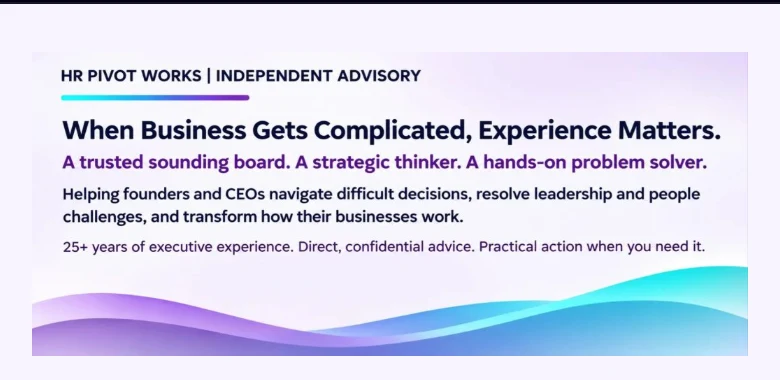 HR PIVOT WORKS | INDEPENDENT ADVISORY
When Business Gets Complicated, Experience Matters.
A trusted sounding board. A strategic thinker. A hands-on problem solver.
Helping founders and CEOs navigate difficult decisions, resolve leadership and people
challenges, and transform how their businesses work.
25+ years of executive experience. Direct, confidential advice. Practical action when you need it.